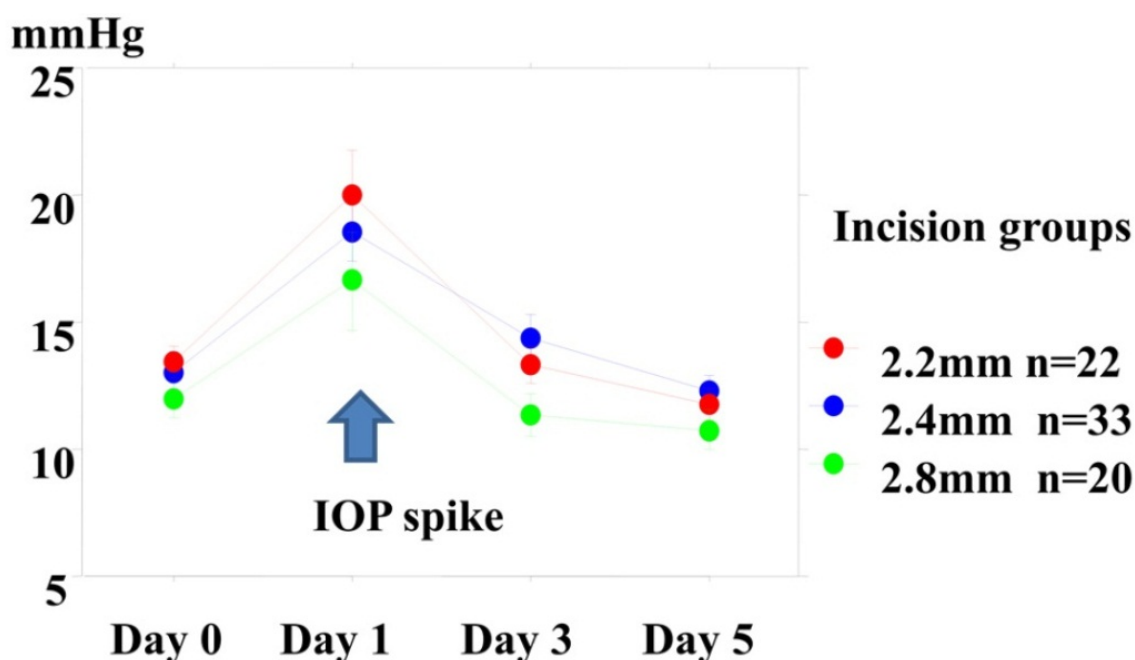 mmHg
25
20
15
10
5
Day 0 Day 1 Day 3 Day 5
IOP spike
Incision groups
2.2mm n=22
2.4mm n=33
2.8mm n=20